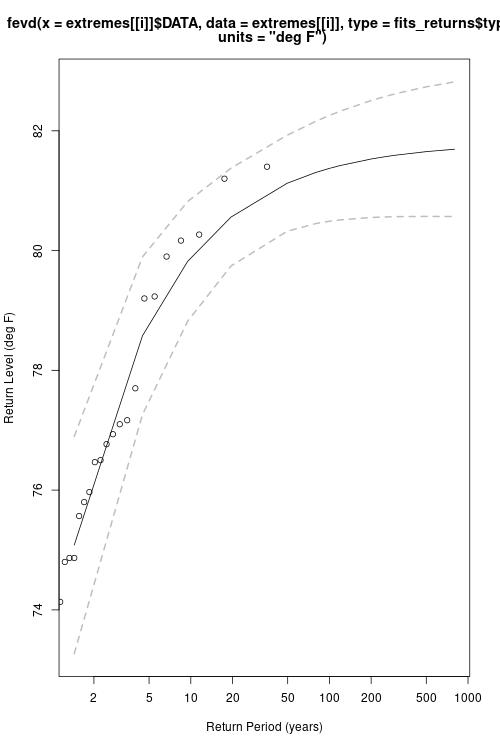 fevd(x = extremes[[i]]$DATA, data = extremes[[i]], type = fits_returns$typ
units = "deg F")
82
80
78
76
74
Return Level (deg F)
2 5 10 20 50 100 200 500 1000
Return Period (years)